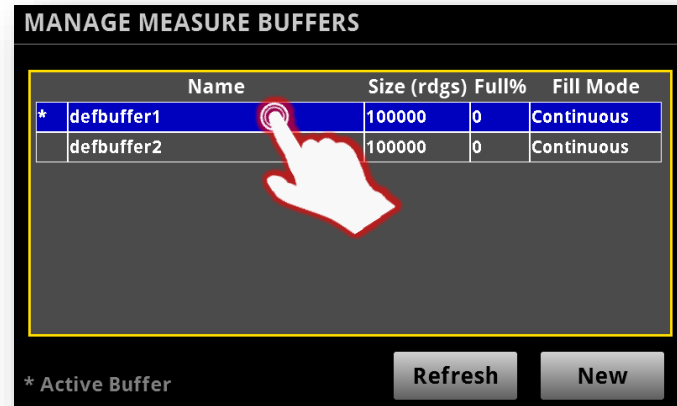 MANAGE MEASURE BUFFERS
Name Size (rdgs) Full% Fill Mode
* defbuffer1 100000 0 Continuous
defbuffer2 100000 0 Continuous
* Active Buffer Refresh New